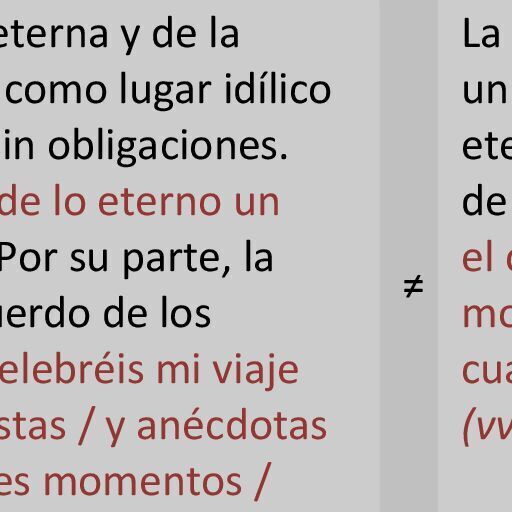 eterna y de la
como lugar idílico
in obligaciones.
de lo eterno un
Por su parte, la
erdo de los
elebréis mi viaje
stas / y anécdotas
es momentos /
≠
La
un
ete
de
el
mo
cua
(vv